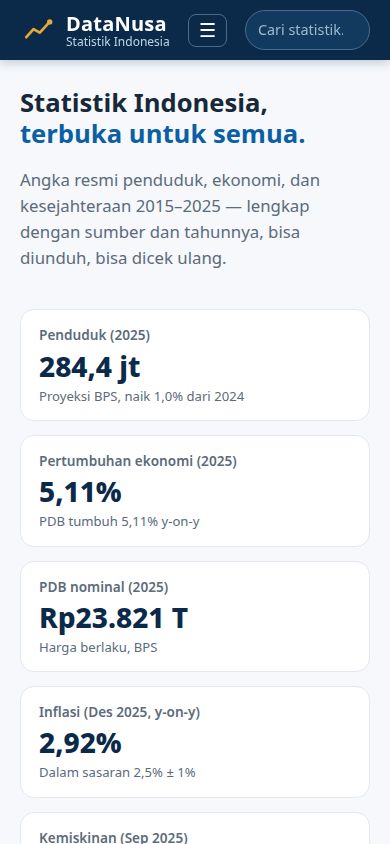 DataNusa
Statistik Indonesia
☰
Cari statistik.
Statistik Indonesia,
terbuka untuk semua.
Angka resmi penduduk, ekonomi, dan
kesejahteraan 2015–2025 — lengkap
dengan sumber dan tahunnya, bisa
diunduh, bisa dicek ulang.
Penduduk (2025)
284,4 jt
Proyeksi BPS, naik 1,0% dari 2024
Pertumbuhan ekonomi (2025)
5,11%
PDB tumbuh 5,11% y-on-y
PDB nominal (2025)
Rp23.821 T
Harga berlaku, BPS
Inflasi (Des 2025, y-on-y)
2,92%
Dalam sasaran 2,5% ± 1%
Kemiskinan (Sep 2025)